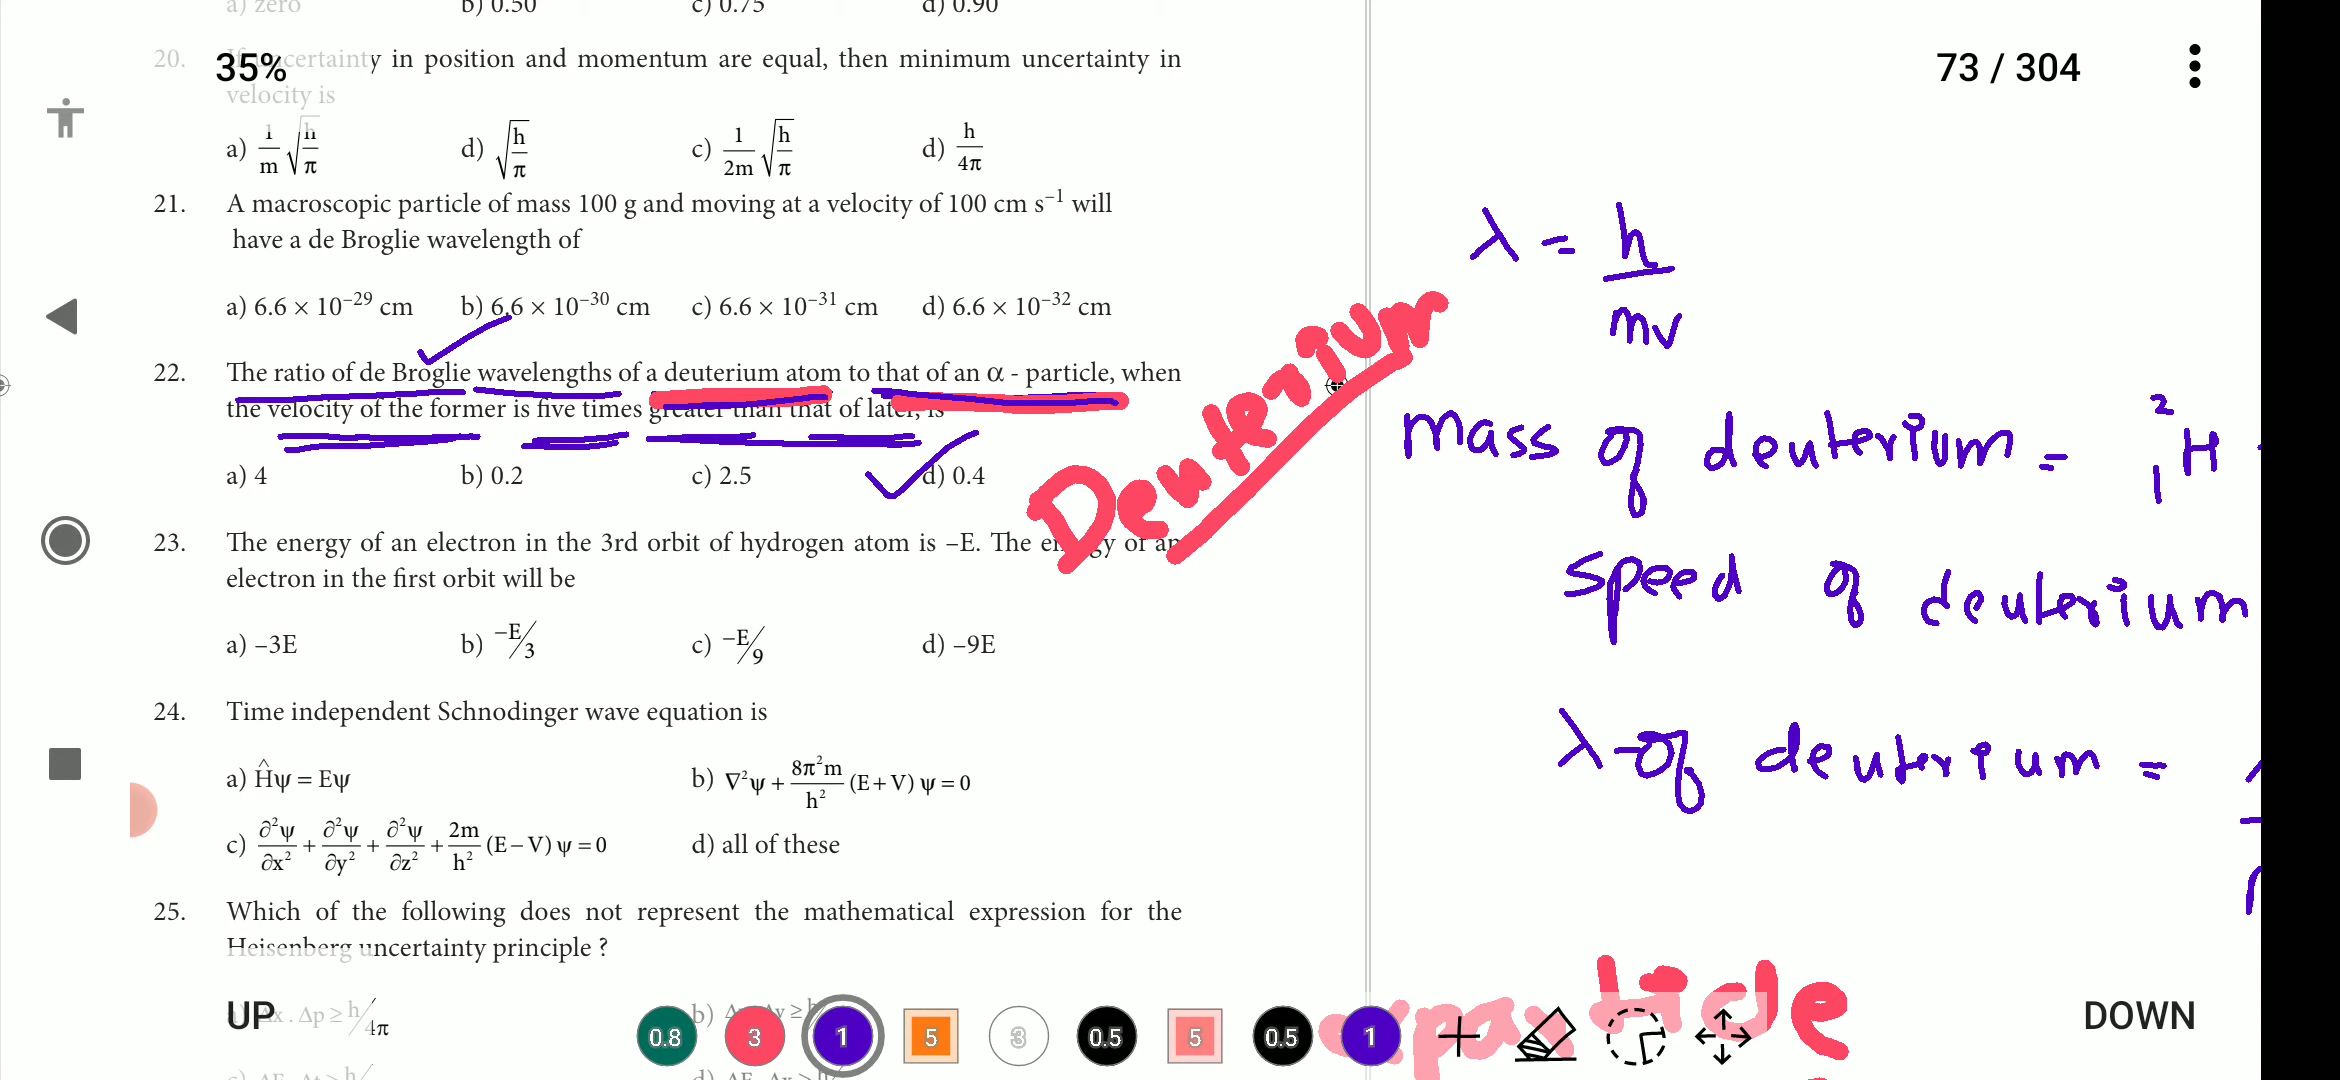 a) zero b) 0.50 c) 0.75 d) 0.90
20. If uncertainty in position and momentum are equal, then minimum uncertainty in
velocity is
a) 1/m √(h/π) d) √(h/π) c) 1/2m √(h/π) d) h/4π
21. A macroscopic particle of mass 100 g and moving at a velocity of 100 cm s⁻¹ will
have a de Broglie wavelength of
a) 6.6 × 10⁻²⁹ cm b) 6.6 × 10⁻³⁰ cm c) 6.6 × 10⁻³¹ cm d) 6.6 × 10⁻³² cm
22. The ratio of de Broglie wavelengths of a deuterium atom to that of an α - particle, when
the velocity of the former is five times greater than that of later, is
a) 4 b) 0.2 c) 2.5 d) 0.4
23. The energy of an electron in the 3rd orbit of hydrogen atom is –E. The energy of an
electron in the first orbit will be
a) –3E b) –E/3 c) –E/9 d) –9E
24. Time independent Schnodinger wave equation is
a) Ĥψ = Eψ b) ∇²ψ + 8π²m/h² (E + V) ψ = 0
c) ∂²ψ/∂x² + ∂²ψ/∂y² + ∂²ψ/∂z² + 2m/h² (E – V) ψ = 0 d) all of these
25. Which of the following does not represent the mathematical expression for the
Heisenberg uncertainty principle ?
Δx . Δp ≥ h/4π b)
35%
73 / 304
λ = h/mv
Deuterium
mass of deuterium = ²₁H
speed of deuterium
λ of deuterium =
particle
UP
0.8 3 1 5 3 0.5 5 0.5 1
DOWN